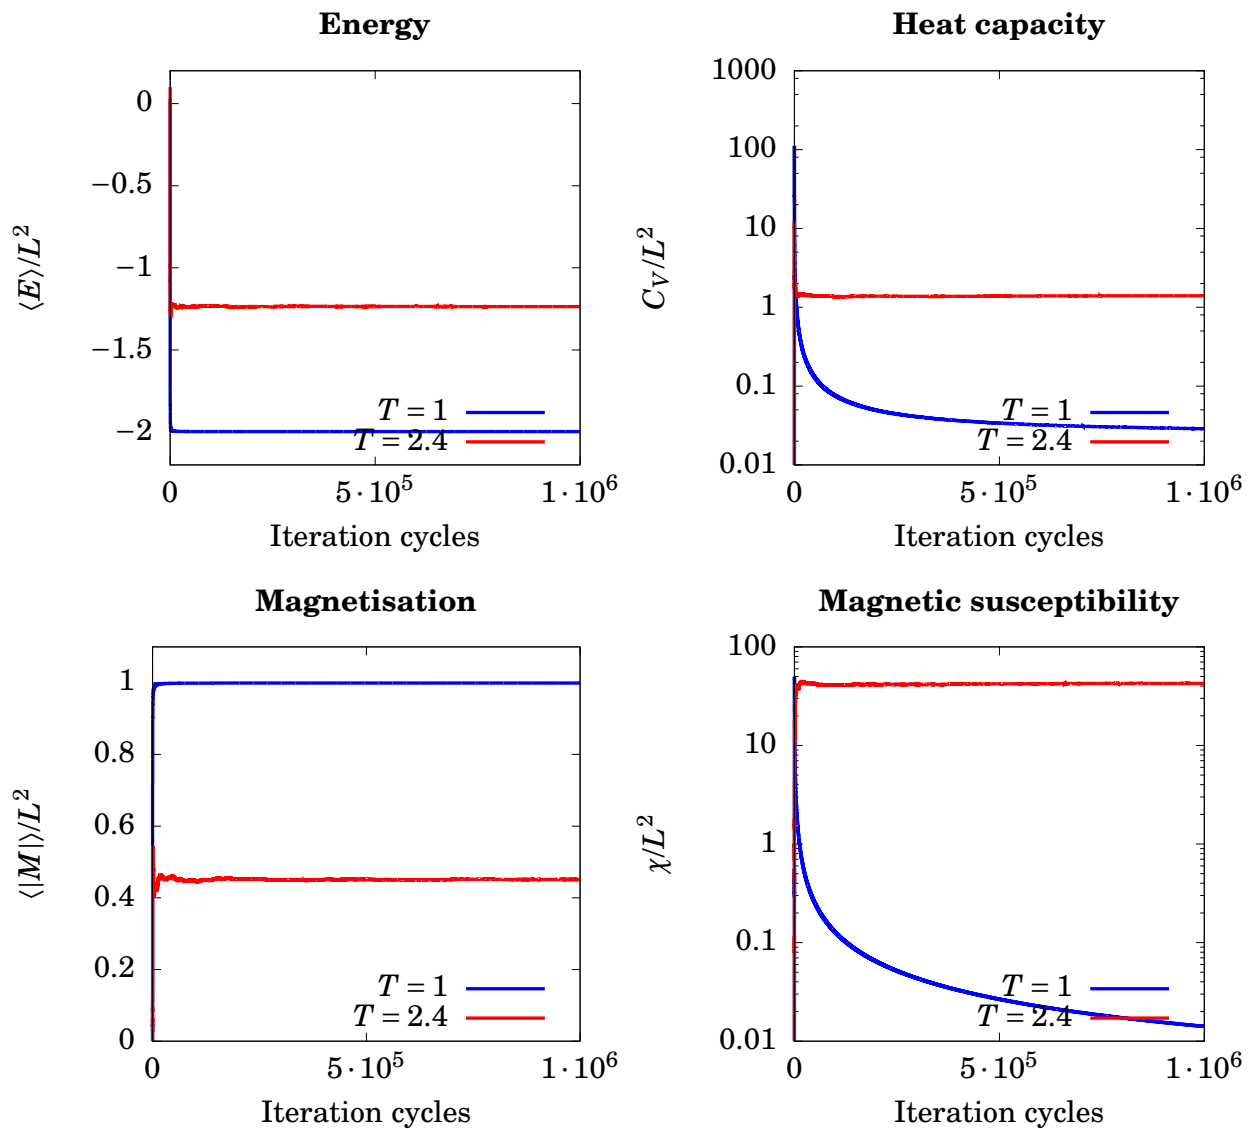 Energy
⟨E⟩/L²
0
−0.5
−1
−1.5
−2
T = 1
T = 2.4
0 5·10⁵ 1·10⁶
Iteration cycles
Heat capacity
C_V/L²
1000
100
10
1
0.1
0.01
T = 1
T = 2.4
0 5·10⁵ 1·10⁶
Iteration cycles
Magnetisation
⟨|M|⟩/L²
1
0.8
0.6
0.4
0.2
0
T = 1
T = 2.4
0 5·10⁵ 1·10⁶
Iteration cycles
Magnetic susceptibility
χ/L²
100
10
1
0.1
0.01
T = 1
T = 2.4
0 5·10⁵ 1·10⁶
Iteration cycles